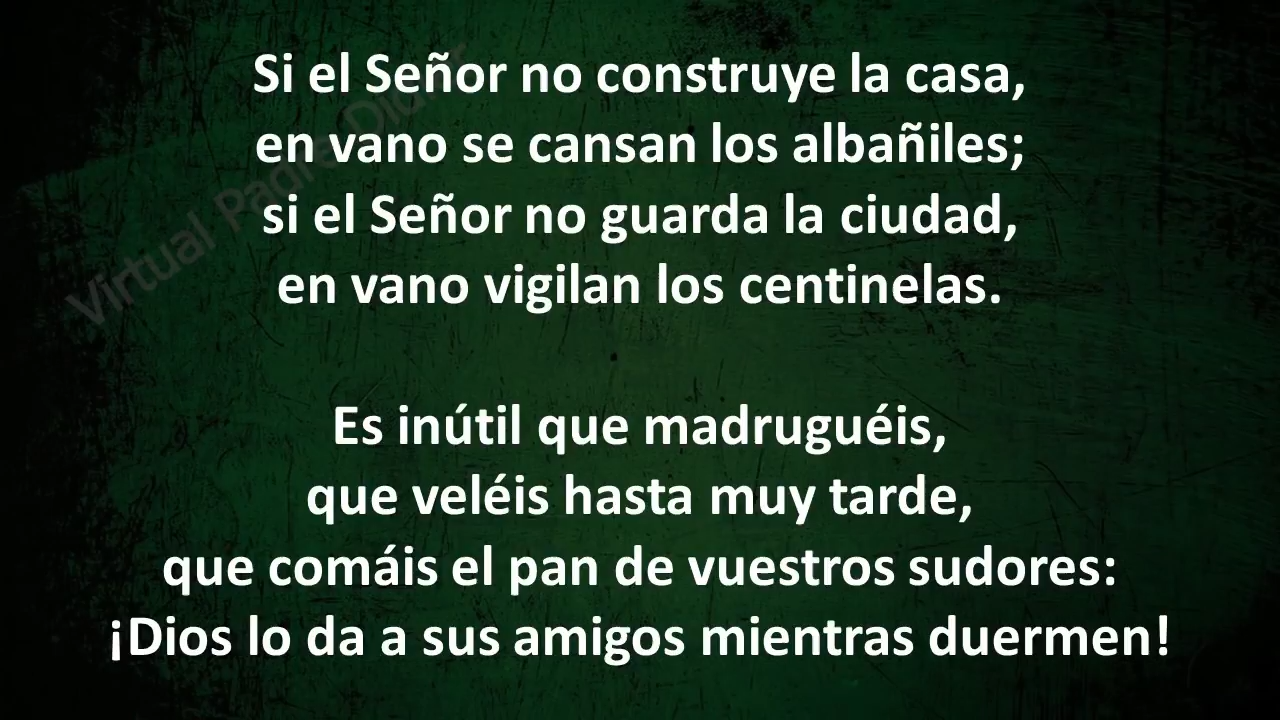 Si el Señor no construye la casa,
en vano se cansan los albañiles;
si el Señor no guarda la ciudad,
en vano vigilan los centinelas.
Es inútil que madruguéis,
que veléis hasta muy tarde,
que comáis el pan de vuestros sudores:
¡Dios lo da a sus amigos mientras duermen!
Virtual Padre